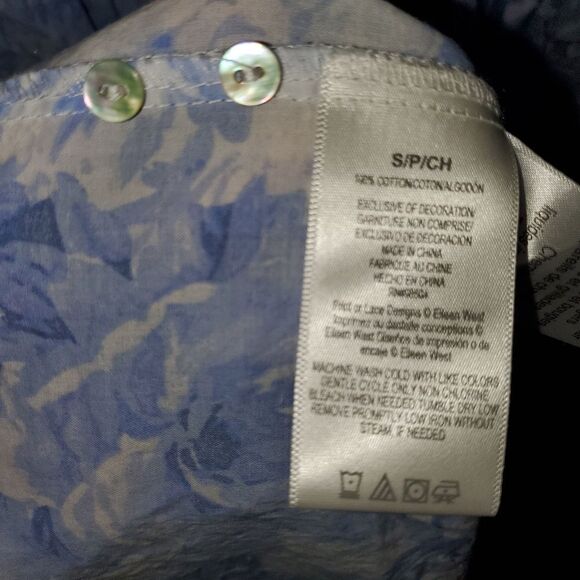 S/P/CH
100% COTTON/COTON/ALGODÓN
EXCLUSIVE OF DECORATION/
GARNITURE NON COMPRISE/
EXCLUSIVO DE DECORACIÓN
MADE IN CHINA
FABRIQUÉ AU CHINE
HECHO EN CHINA
Print or Lace Designs © Eileen West
Imprimez ou dentelle conceptions ©
Eileen West Diseños de impresión o de
encaje © Eileen West
MACHINE WASH COLD WITH LIKE COLORS
GENTLE CYCLE ONLY NON CHLORINE
BLEACH WHEN NEEDED TUMBLE DRY LOW
REMOVE PROMPTLY LOW IRON WITHOUT
STEAM, IF NEEDED